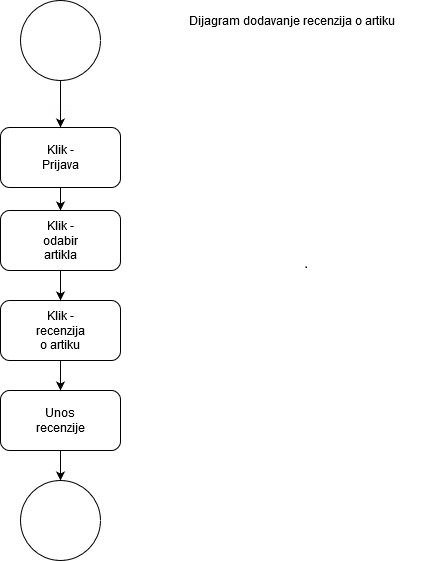 Dijagram dodavanje recenzija o artiku
Klik -
Prijava
Klik -
odabir
artikla
.
Klik -
recenzija
o artiku
Unos
recenzije